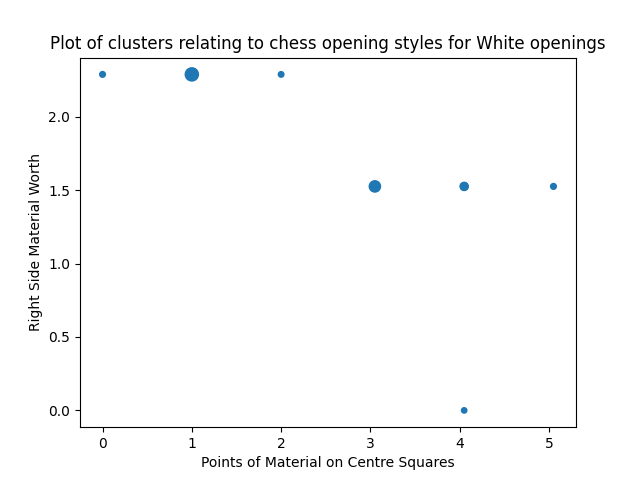 Plot of clusters relating to chess opening styles for White openings
2.0
1.5
1.0
0.5
0.0
Right Side Material Worth
0 1 2 3 4 5
Points of Material on Centre Squares